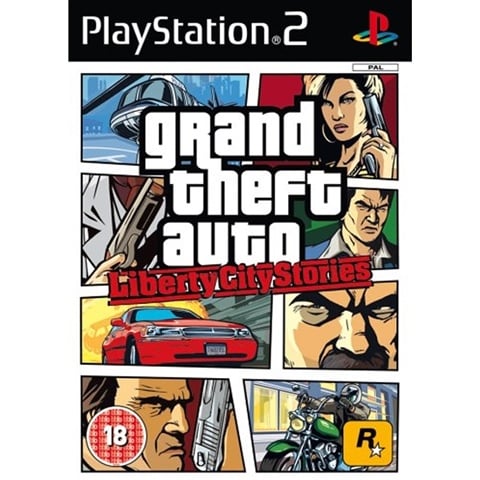 PlayStation®2
PAL
grand
theft
auto
Liberty City Stories
18
R